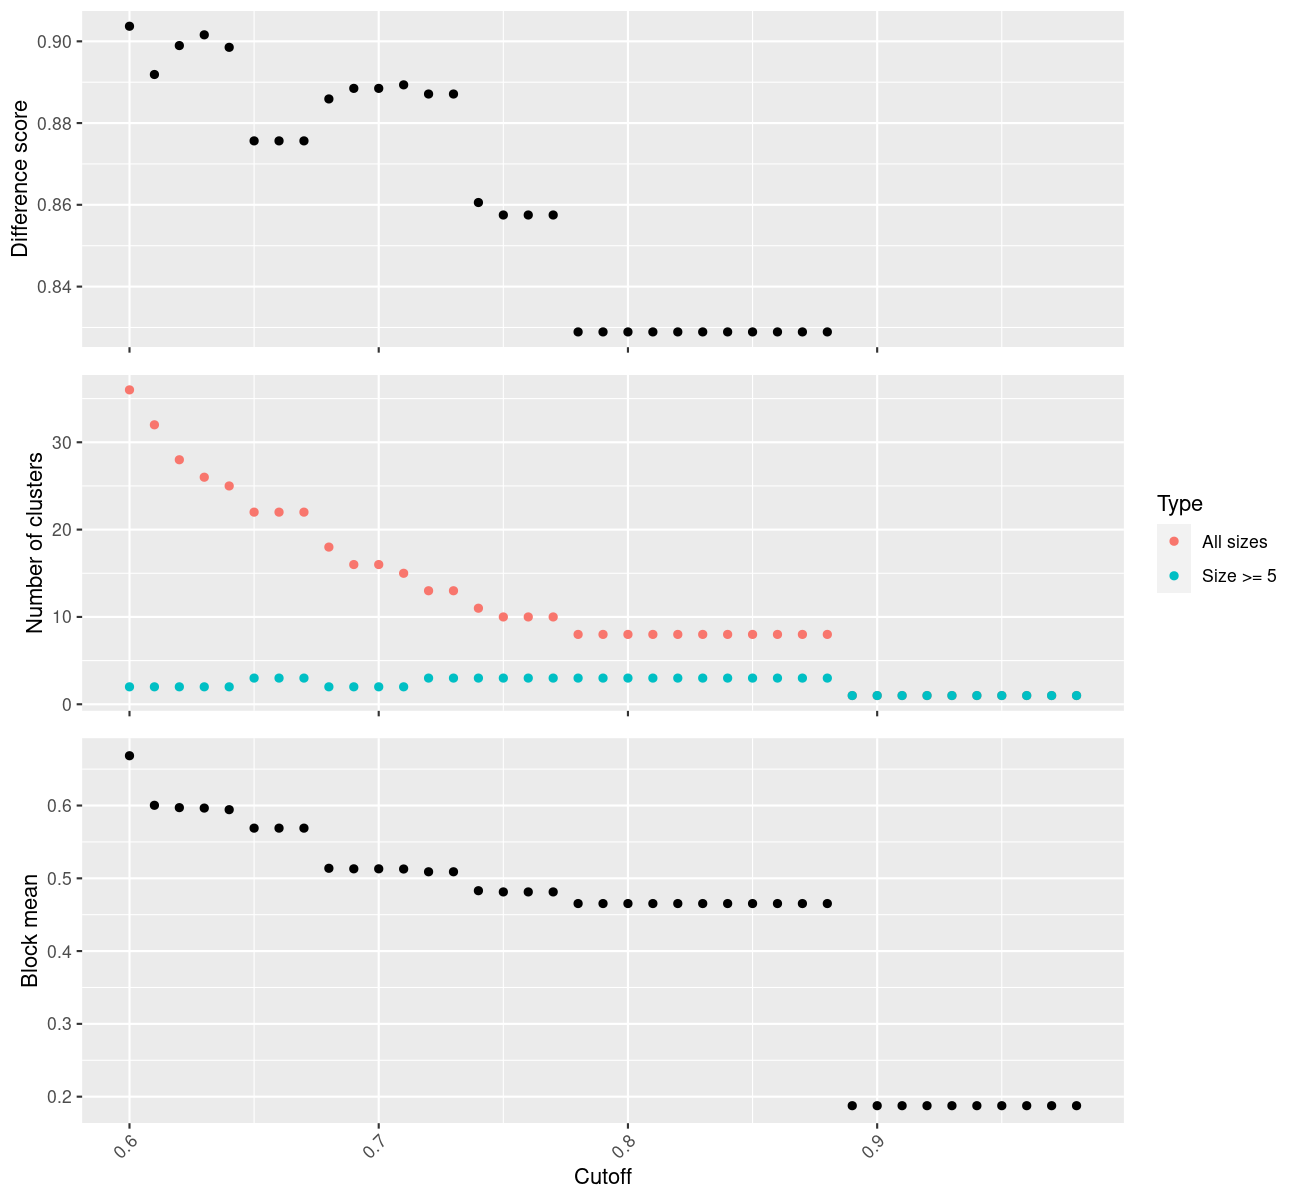 Difference score
0.90
0.88
0.86
0.84
Number of clusters
30
20
10
0
Type
All sizes
Size >= 5
Block mean
0.6
0.5
0.4
0.3
0.2
0.6 0.7 0.8 0.9
Cutoff